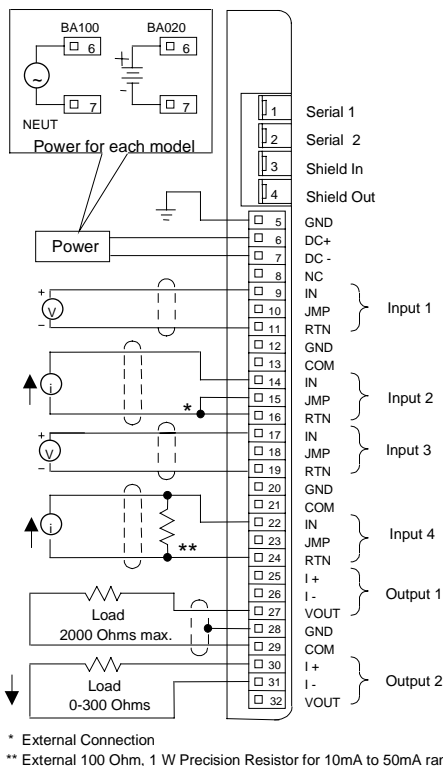 BA100 BA020
6 6
~ + -
7 7
NEUT
Power for each model
1 Serial 1
2 Serial 2
3 Shield In
4 Shield Out
5 GND
Power 6 DC+
7 DC -
8 NC
+ 9 IN
V 10 JMP Input 1
- 11 RTN
12 GND
13 COM
14 IN
i 15 JMP Input 2
* 16 RTN
+ 17 IN
V 18 JMP Input 3
- 19 RTN
20 GND
21 COM
22 IN
i 23 JMP Input 4
** 24 RTN
25 I +
26 I - Output 1
27 VOUT
Load
2000 Ohms max. 28 GND
29 COM
30 I +
Load 31 I - Output 2
0-300 Ohms 32 VOUT
* External Connection
** External 100 Ohm, 1 W Precision Resistor for 10mA to 50mA